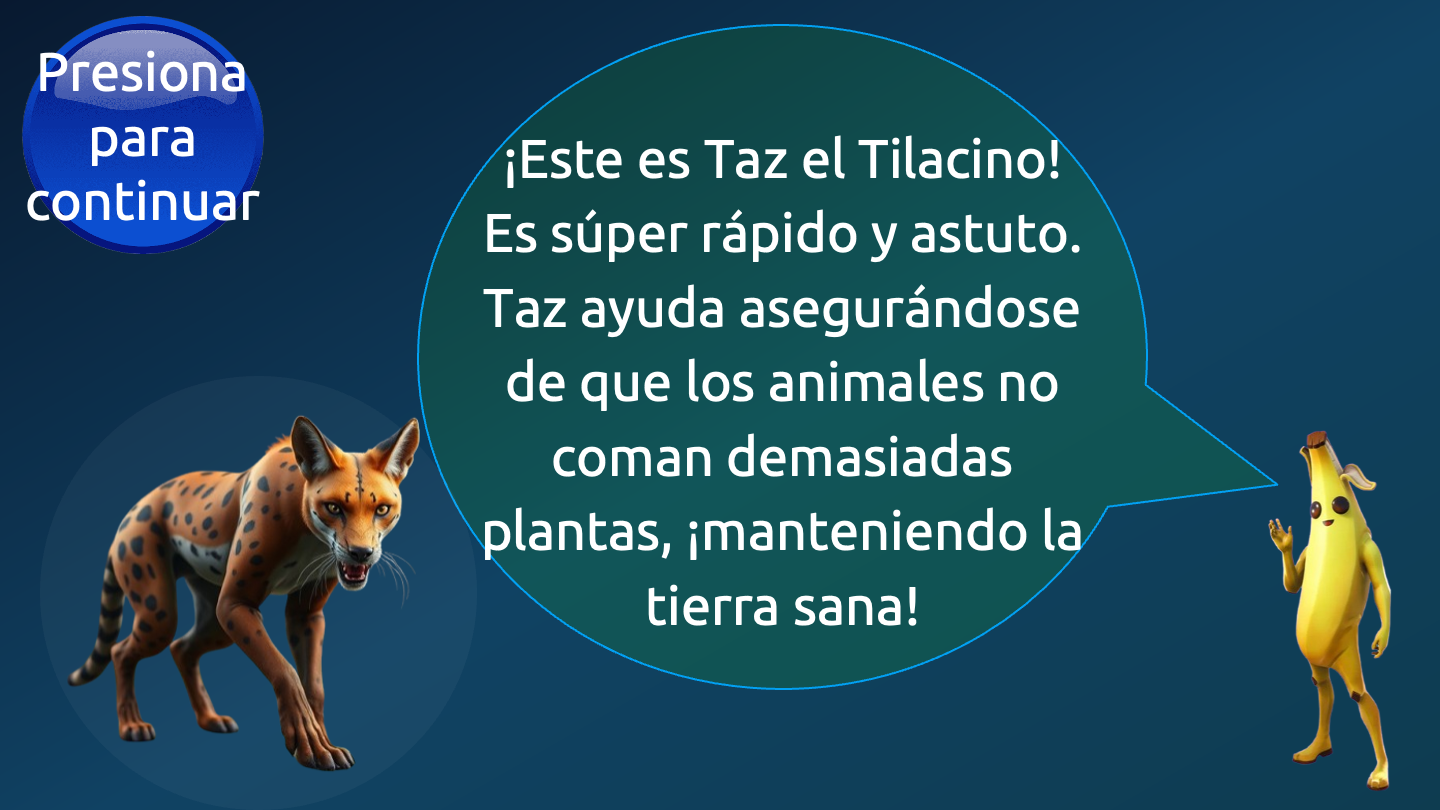 Presiona
para
continuar
¡Este es Taz el Tilacino!
Es súper rápido y astuto.
Taz ayuda asegurándose
de que los animales no
coman demasiadas
plantas, ¡manteniendo la
tierra sana!